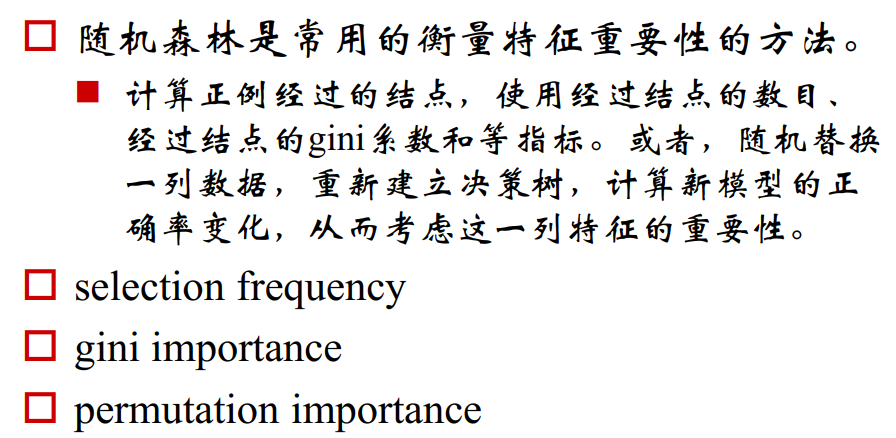 随机森林是常用的衡量特征重要性的方法。
计算正例经过的结点，使用经过结点的数目、
经过结点的gini系数和等指标。或者，随机替换
一列数据，重新建立决策树，计算新模型的正
确率变化，从而考虑这一列特征的重要性。
selection frequency
gini importance
permutation importance